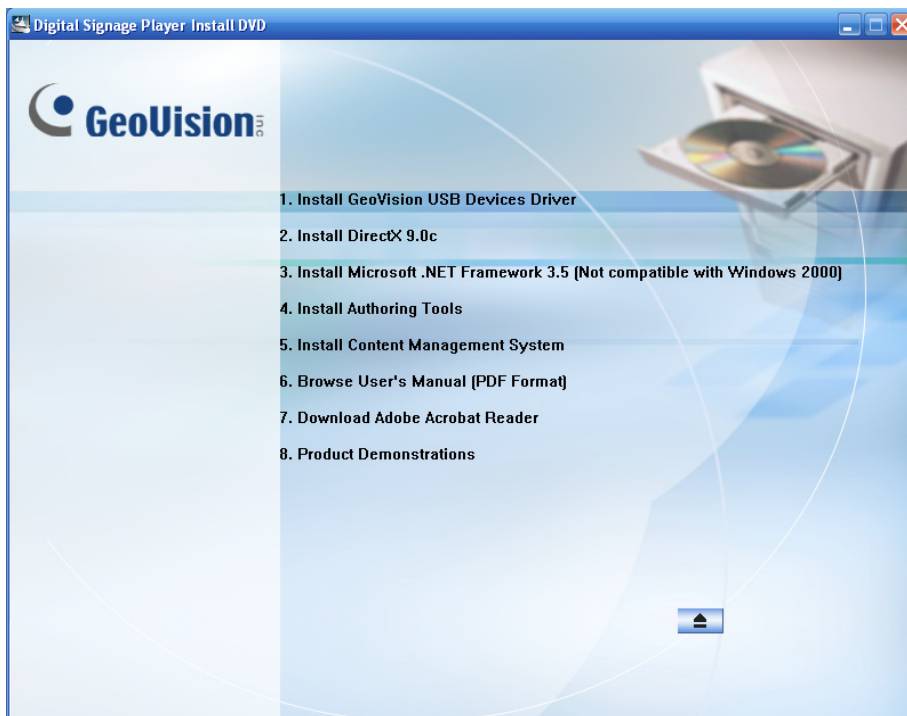 Digital Signage Player Install DVD
GeoVision inc
1. Install GeoVision USB Devices Driver
2. Install DirectX 9.0c
3. Install Microsoft .NET Framework 3.5 (Not compatible with Windows 2000)
4. Install Authoring Tools
5. Install Content Management System
6. Browse User's Manual (PDF Format)
7. Download Adobe Acrobat Reader
8. Product Demonstrations